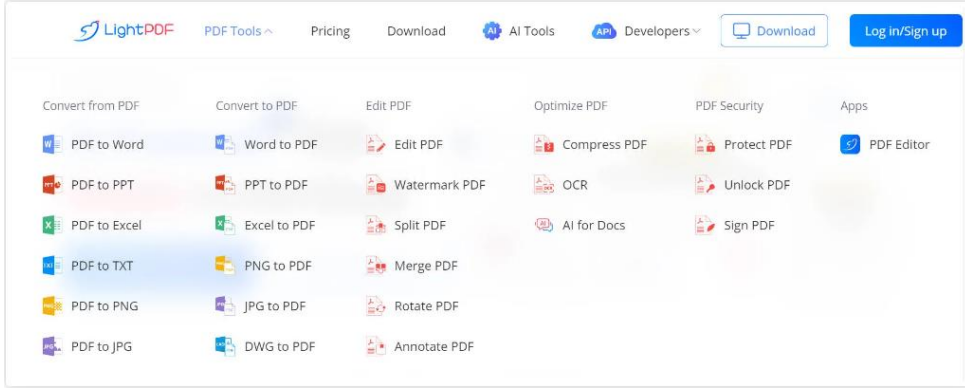 LightPDF PDF Tools Pricing Download AI AI Tools API Developers Download Log in/Sign up
Convert from PDF Convert to PDF Edit PDF Optimize PDF PDF Security Apps
PDF to Word Word to PDF Edit PDF Compress PDF Protect PDF PDF Editor
PDF to PPT PPT to PDF Watermark PDF OCR Unlock PDF
PDF to Excel Excel to PDF Split PDF AI for Docs Sign PDF
PDF to TXT PNG to PDF Merge PDF
PDF to PNG JPG to PDF Rotate PDF
PDF to JPG DWG to PDF Annotate PDF